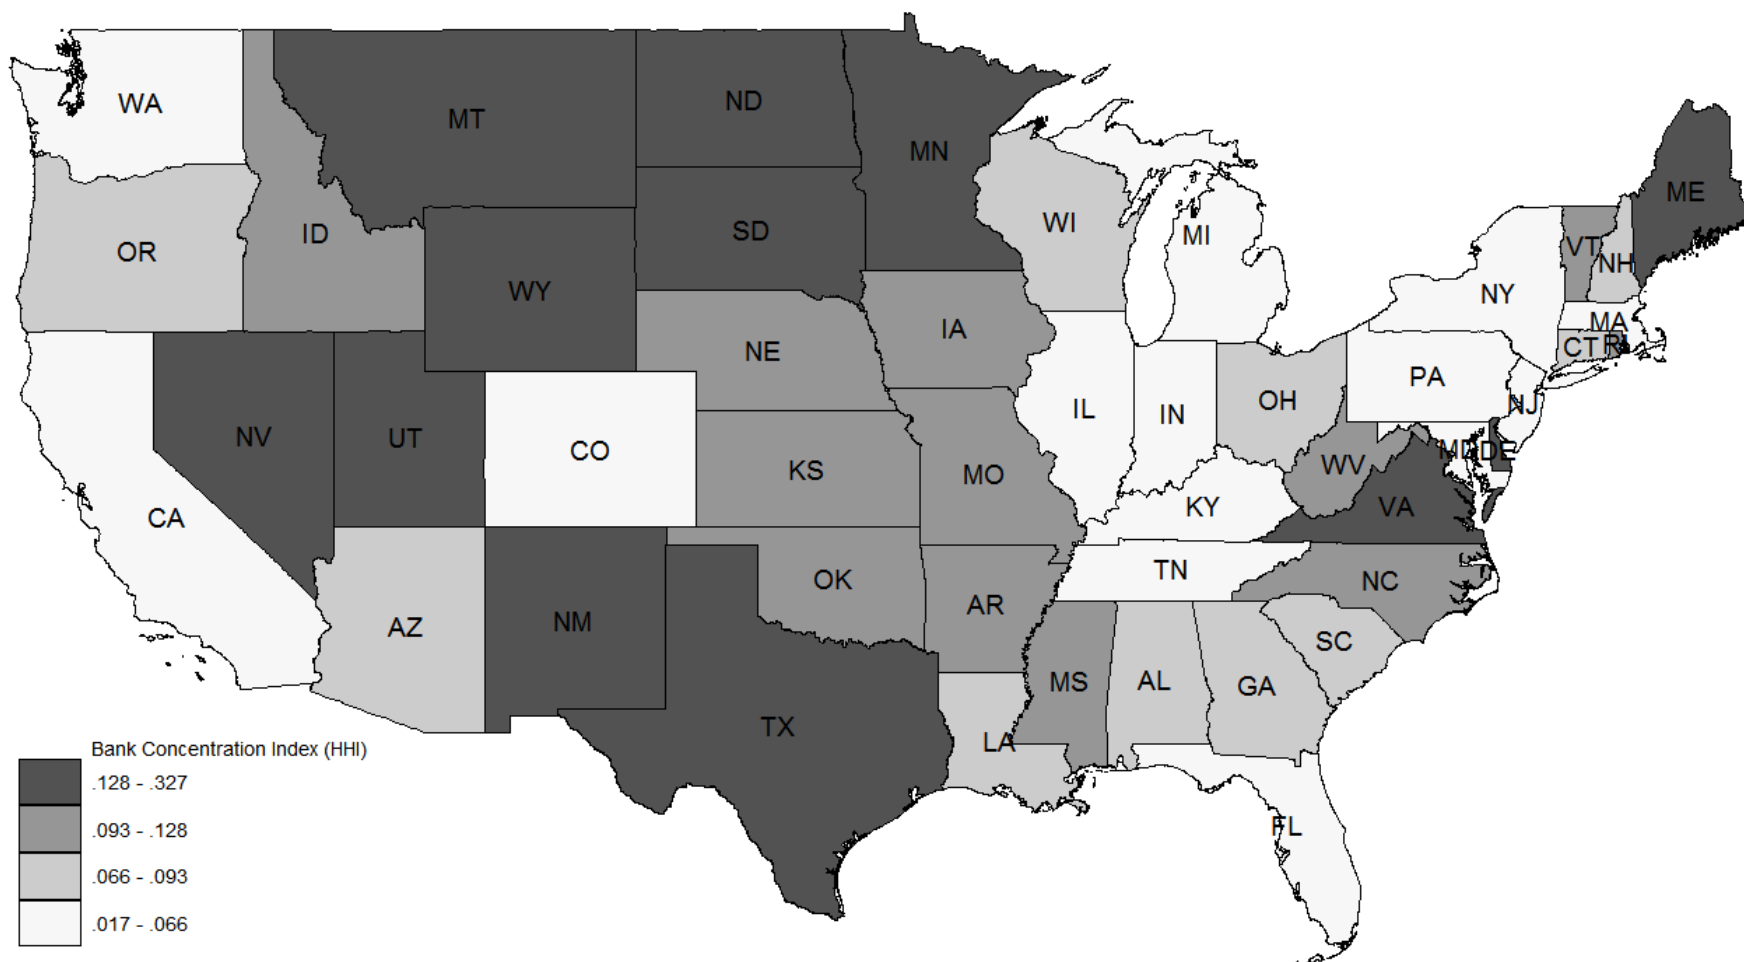 WA
MT
ND
MN
ME
OR
ID
WY
SD
WI
MI
VT
NH
NY
MA
CT
RI
NV
UT
CO
NE
IA
IL
IN
OH
PA
NJ
CA
KS
MO
KY
WV
MD
DE
VA
AZ
NM
OK
AR
TN
NC
TX
LA
MS
AL
GA
SC
FL
Bank Concentration Index (HHI)
.128 - .327
.093 - .128
.066 - .093
.017 - .066